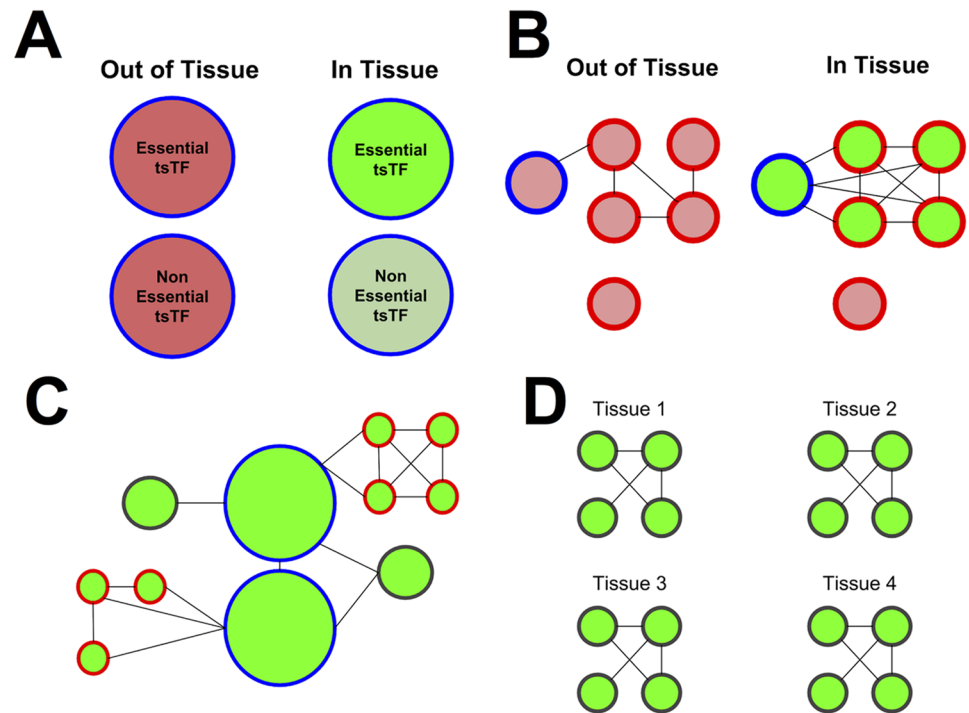 A
Out of Tissue
In Tissue
Essential
tsTF
Essential
tsTF
Non
Essential
tsTF
Non
Essential
tsTF
B
Out of Tissue
In Tissue
C
D
Tissue 1
Tissue 2
Tissue 3
Tissue 4